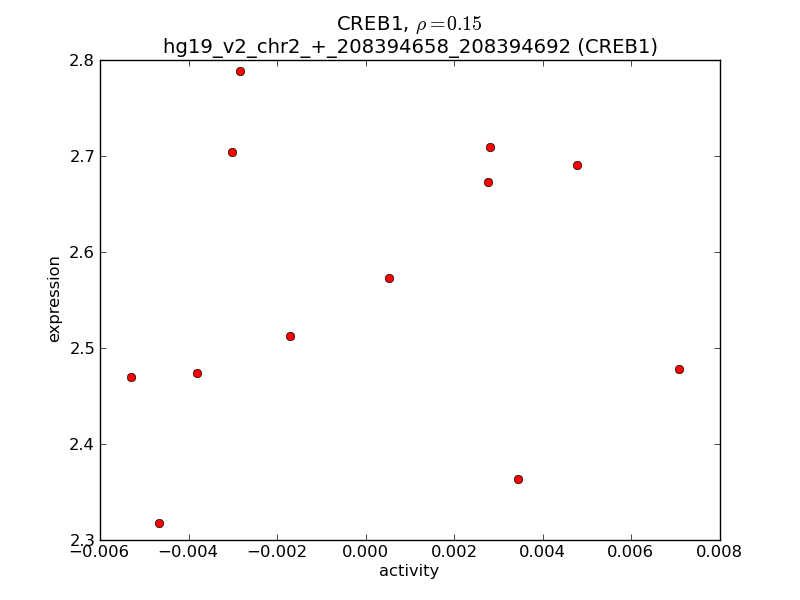 CREB1, ρ=0.15
hg19_v2_chr2_+_208394658_208394692 (CREB1)
2.8
2.7
2.6
2.5
2.4
2.3
expression
−0.006 −0.004 −0.002 0.000 0.002 0.004 0.006 0.008
activity